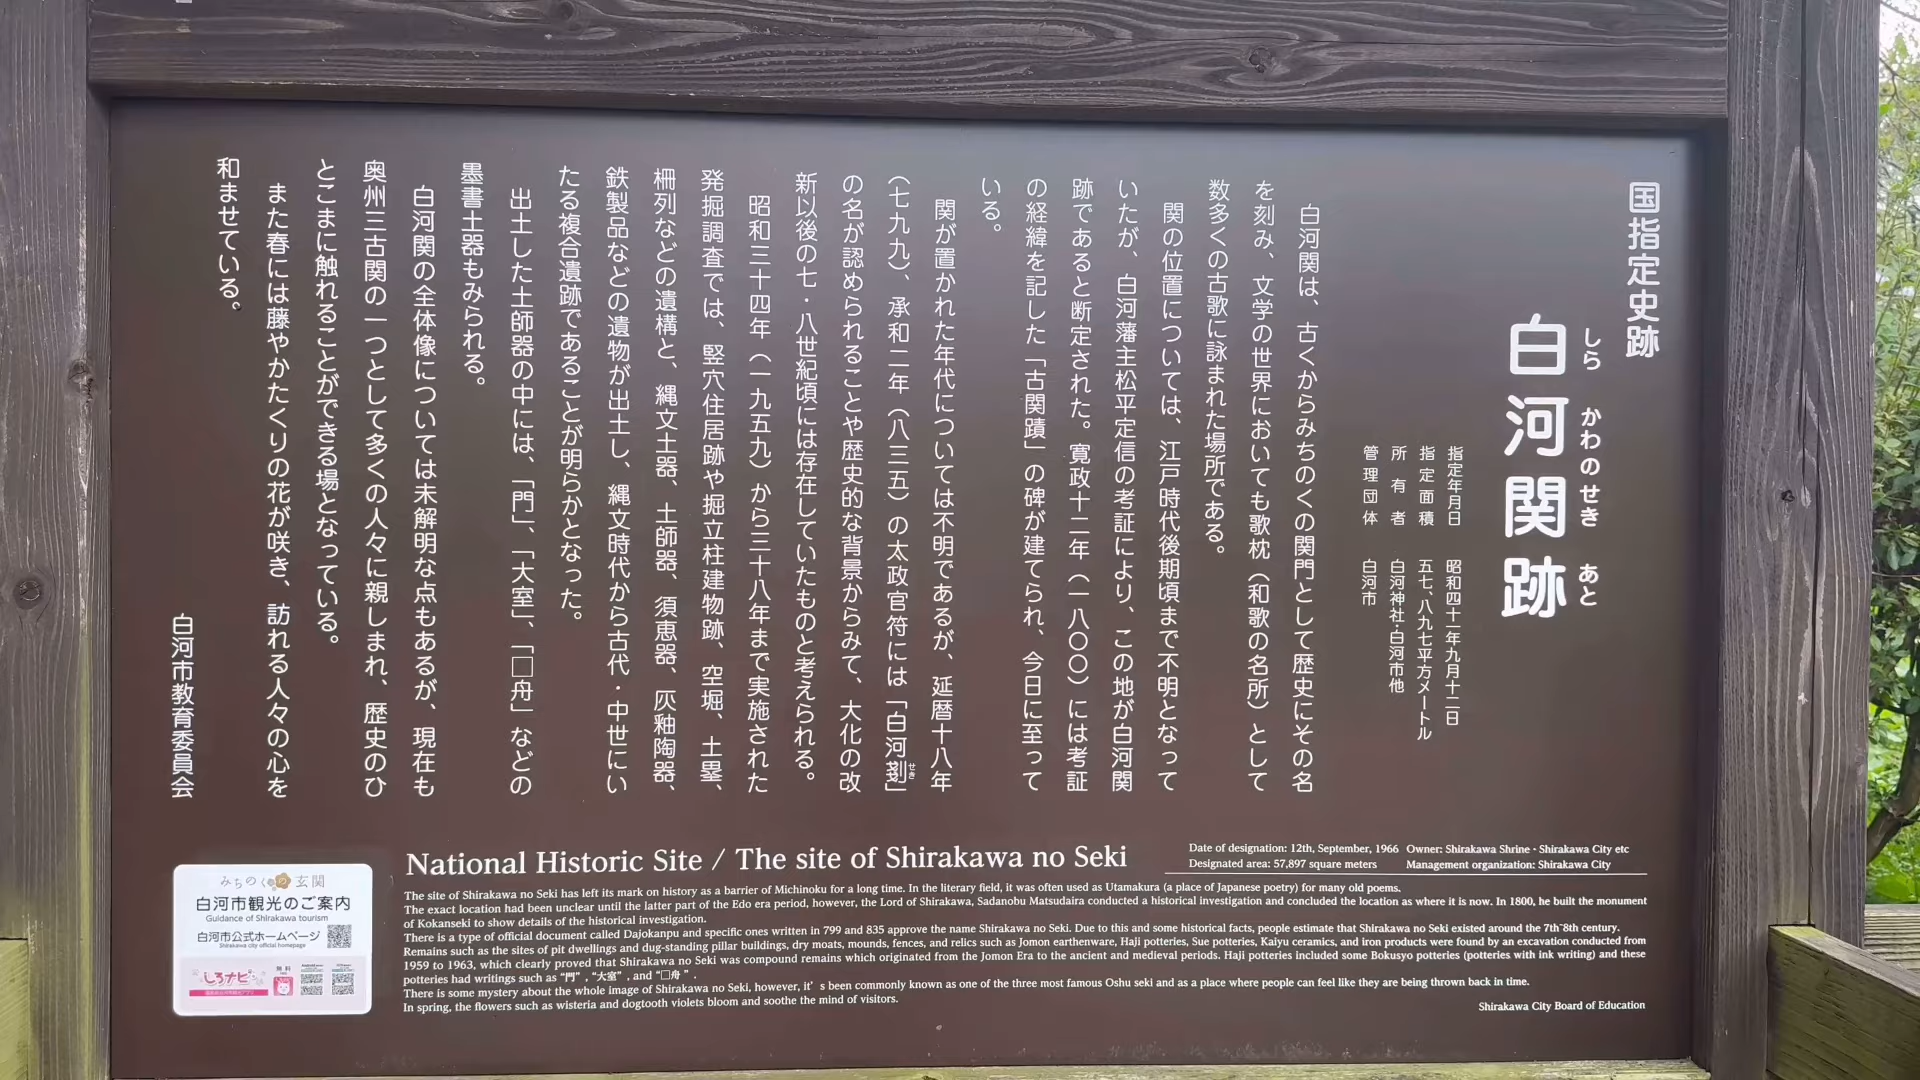 国指定史跡
しら かわのせき あと
白河関跡
指定年月日 昭和四十一年九月十二日
指定面積 五七、八九七平方メートル
所有者 白河神社・白河市他
管理団体 白河市
白河関は、古くからみちのくの関門として歴史にその名
を刻み、文学の世界においても歌枕（和歌の名所）として
数多くの古歌に詠まれた場所である。
関の位置については、江戸時代後期頃まで不明となって
いたが、白河藩主松平定信の考証により、この地が白河関
跡であると断定された。寛政十二年（一八〇〇）には考証
の経緯を記した「古関蹟」の碑が建てられ、今日に至って
いる。
関が置かれた年代については不明であるが、延暦十八年
（七九九）、承和二年（八三五）の太政官符には「白河剗」
せき
の名が認められることや歴史的な背景からみて、大化の改
新以後の七・八世紀頃には存在していたものと考えられる。
昭和三十四年（一九五九）から三十八年まで実施された
発掘調査では、竪穴住居跡や掘立柱建物跡、空堀、土塁、
柵列などの遺構と、縄文土器、土師器、須恵器、灰釉陶器、
鉄製品などの遺物が出土し、縄文時代から古代・中世にい
たる複合遺跡であることが明らかとなった。
出土した土師器の中には、「門」、「大室」、「□舟」などの
墨書土器もみられる。
白河関の全体像については未解明な点もあるが、現在も
奥州三古関の一つとして多くの人々に親しまれ、歴史のひ
とこまに触れることができる場となっている。
また春には藤やかたくりの花が咲き、訪れる人々の心を
和ませている。
白河市教育委員会
National Historic Site / The site of Shirakawa no Seki
Date of designation: 12th, September, 1966 Owner: Shirakawa Shrine・Shirakawa City etc
Designated area: 57,897 square meters Management organization: Shirakawa City
The site of Shirakawa no Seki has left its mark on history as a barrier of Michinoku for a long time. In the literary field, it was often used as Utamakura (a place of Japanese poetry) for many old poems.
The exact location had been unclear until the latter part of the Edo era period, however, the Lord of Shirakawa, Sadanobu Matsudaira conducted a historical investigation and concluded the location as where it is now. In 1800, he built the monument
of Kokanseki to show details of the historical investigation.
There is a type of official document called Dajokanpu and specific ones written in 799 and 835 approve the name Shirakawa no Seki. Due to this and some historical facts, people estimate that Shirakawa no Seki existed around the 7th~8th century.
Remains such as the sites of pit dwellings and dug-standing pillar buildings, dry moats, mounds, fences, and relics such as Jomon earthenware, Haji potteries, Sue potteries, Kaiyu ceramics, and iron products were found by an excavation conducted from
1959 to 1963, which clearly proved that Shirakawa no Seki was compound remains which originated from the Jomon Era to the ancient and medieval periods. Haji potteries included some Bokusyo potteries (potteries with ink writing) and these
potteries had writings such as “門”, “大室”, and “□舟 ”.
There is some mystery about the whole image of Shirakawa no Seki, however, it’s been commonly known as one of the three most famous Oshu seki and as a place where people can feel like they are being thrown back in time.
In spring, the flowers such as wisteria and dogtooth violets bloom and soothe the mind of visitors.
Shirakawa City Board of Education
みちのくの玄関
白河市観光のご案内
Guidance of Shirakawa tourism
白河市公式ホームページ
Shirakawa city official homepage
しろナビ
無料